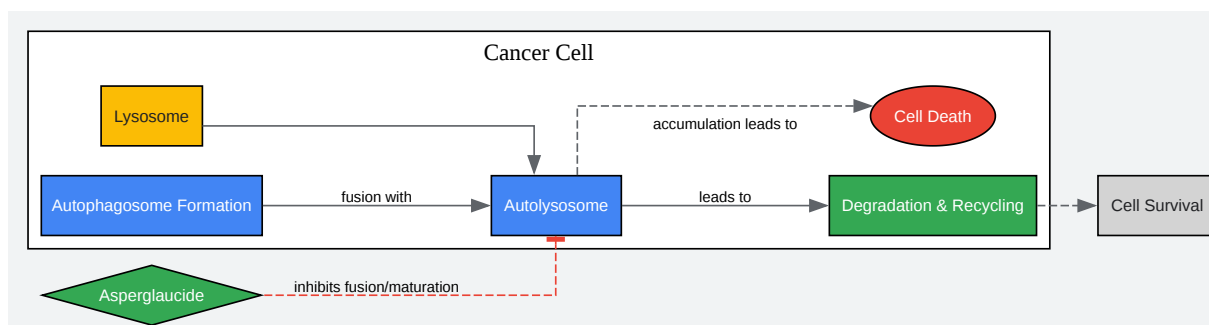 Cancer Cell
Lysosome
Cell Death
accumulation leads to
Autophagosome Formation
fusion with
Autolysosome
leads to
Degradation & Recycling
Cell Survival
Asperglaucide
inhibits fusion/maturation